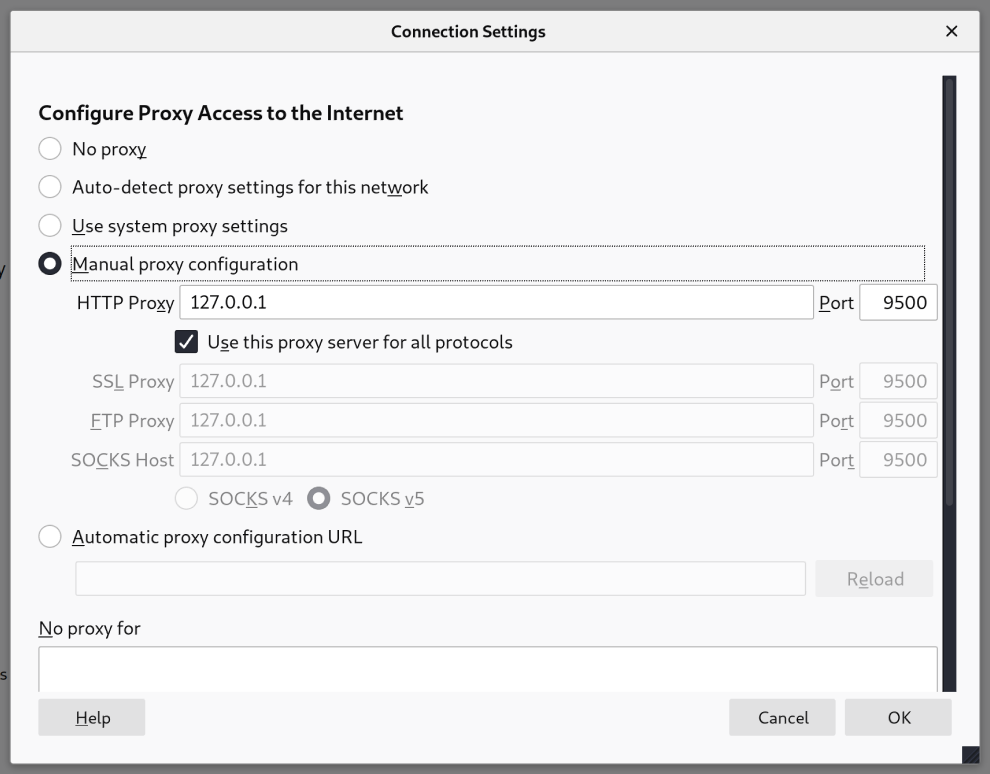 Connection Settings
Configure Proxy Access to the Internet
No proxy
Auto-detect proxy settings for this network
Use system proxy settings
Manual proxy configuration
HTTP Proxy 127.0.0.1 Port 9500
Use this proxy server for all protocols
SSL Proxy 127.0.0.1 Port 9500
FTP Proxy 127.0.0.1 Port 9500
SOCKS Host 127.0.0.1 Port 9500
SOCKS v4 SOCKS v5
Automatic proxy configuration URL
Reload
No proxy for
Help Cancel OK